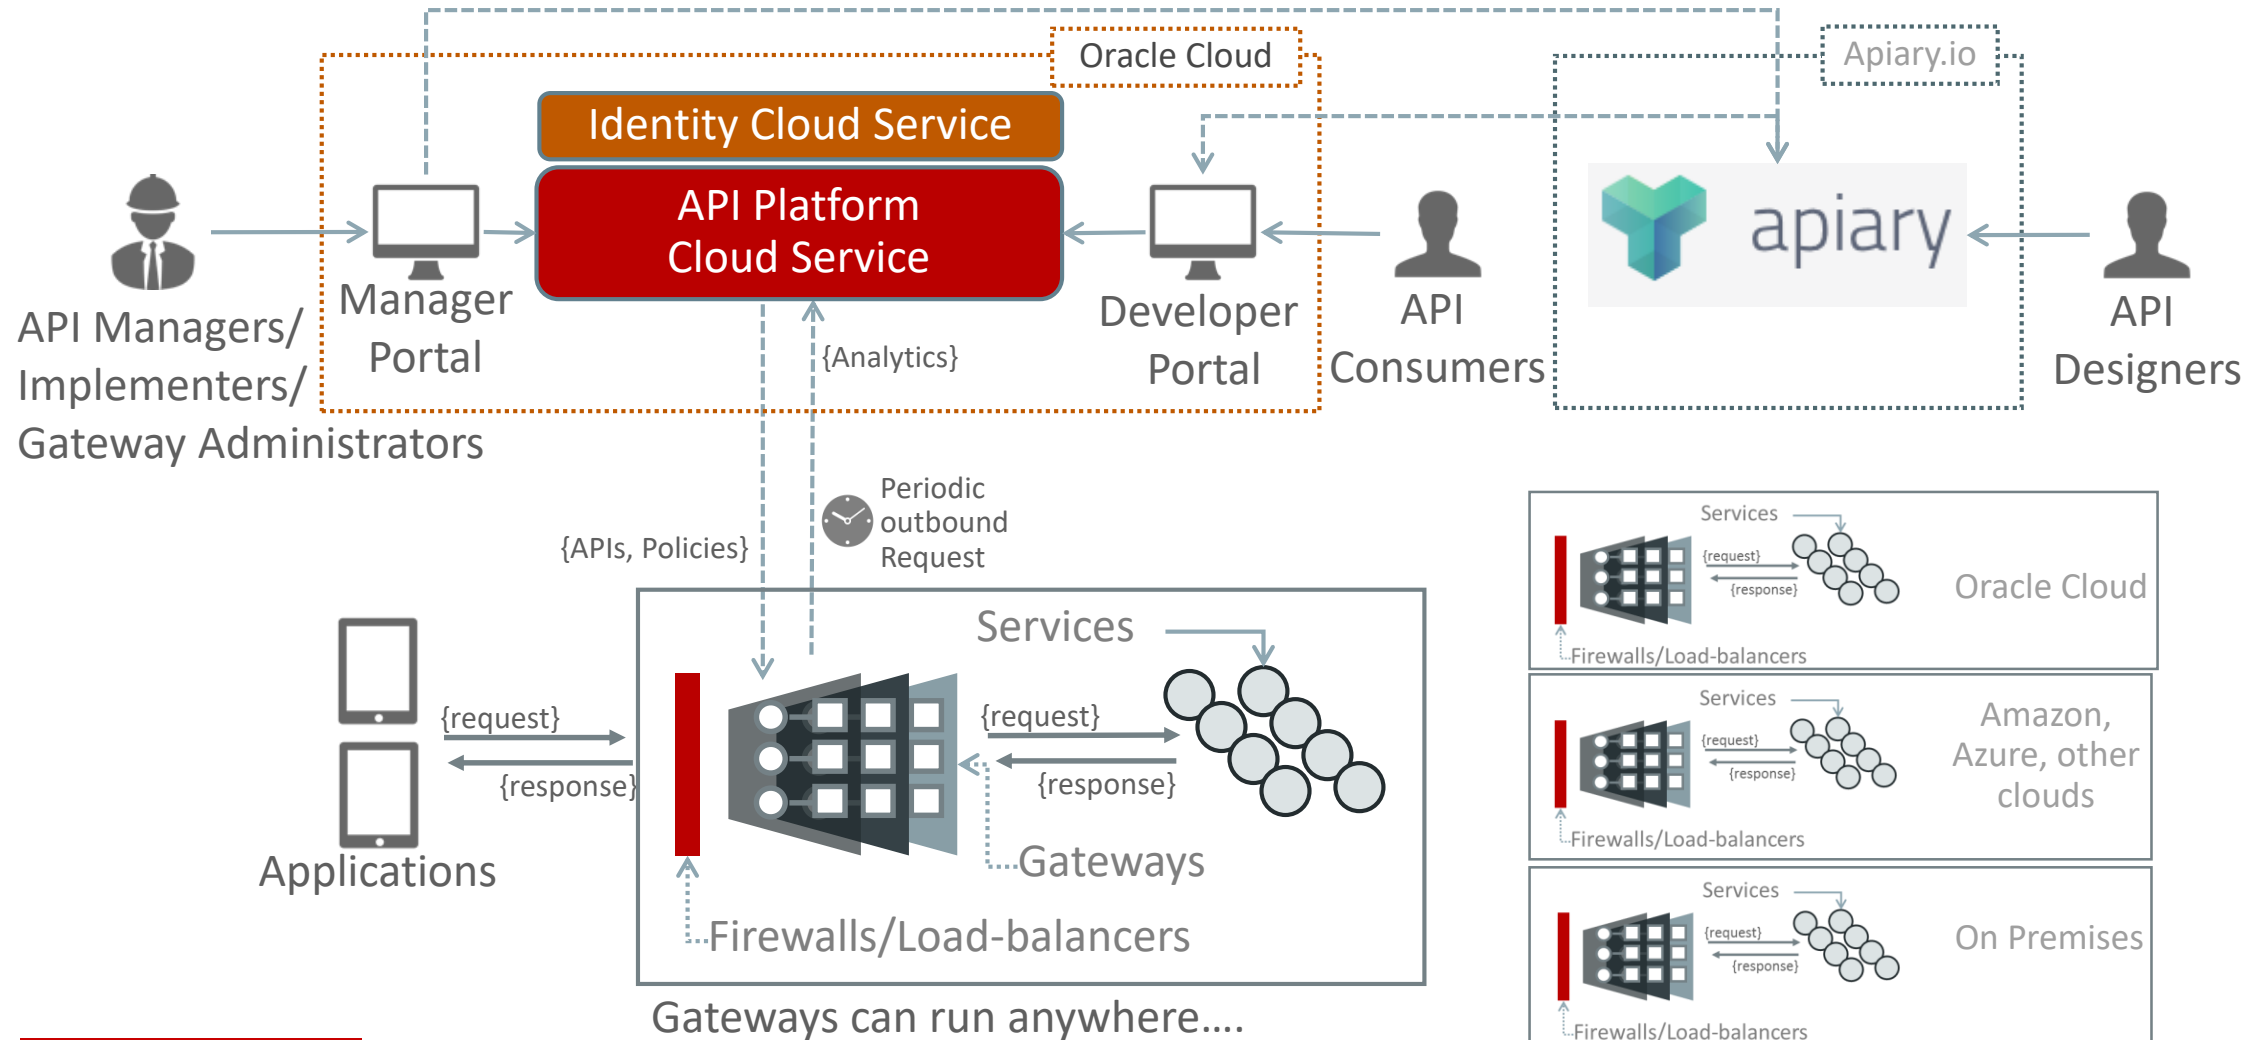 Oracle Cloud
Apiary.io
Identity Cloud Service
API Platform
Cloud Service
apiary
Manager
Portal
Developer
Portal
API
Consumers
API
Designers
API Managers/
Implementers/
Gateway Administrators
{Analytics}
Periodic
outbound
Request
{APIs, Policies}
Services
{request}
{response}
{request}
{response}
Applications
Gateways
Firewalls/Load-balancers
Gateways can run anywhere....
Services
{request}
{response}
Oracle Cloud
Firewalls/Load-balancers
Services
{request}
{response}
Amazon,
Azure, other
clouds
Firewalls/Load-balancers
Services
{request}
{response}
On Premises
Firewalls/Load-balancers